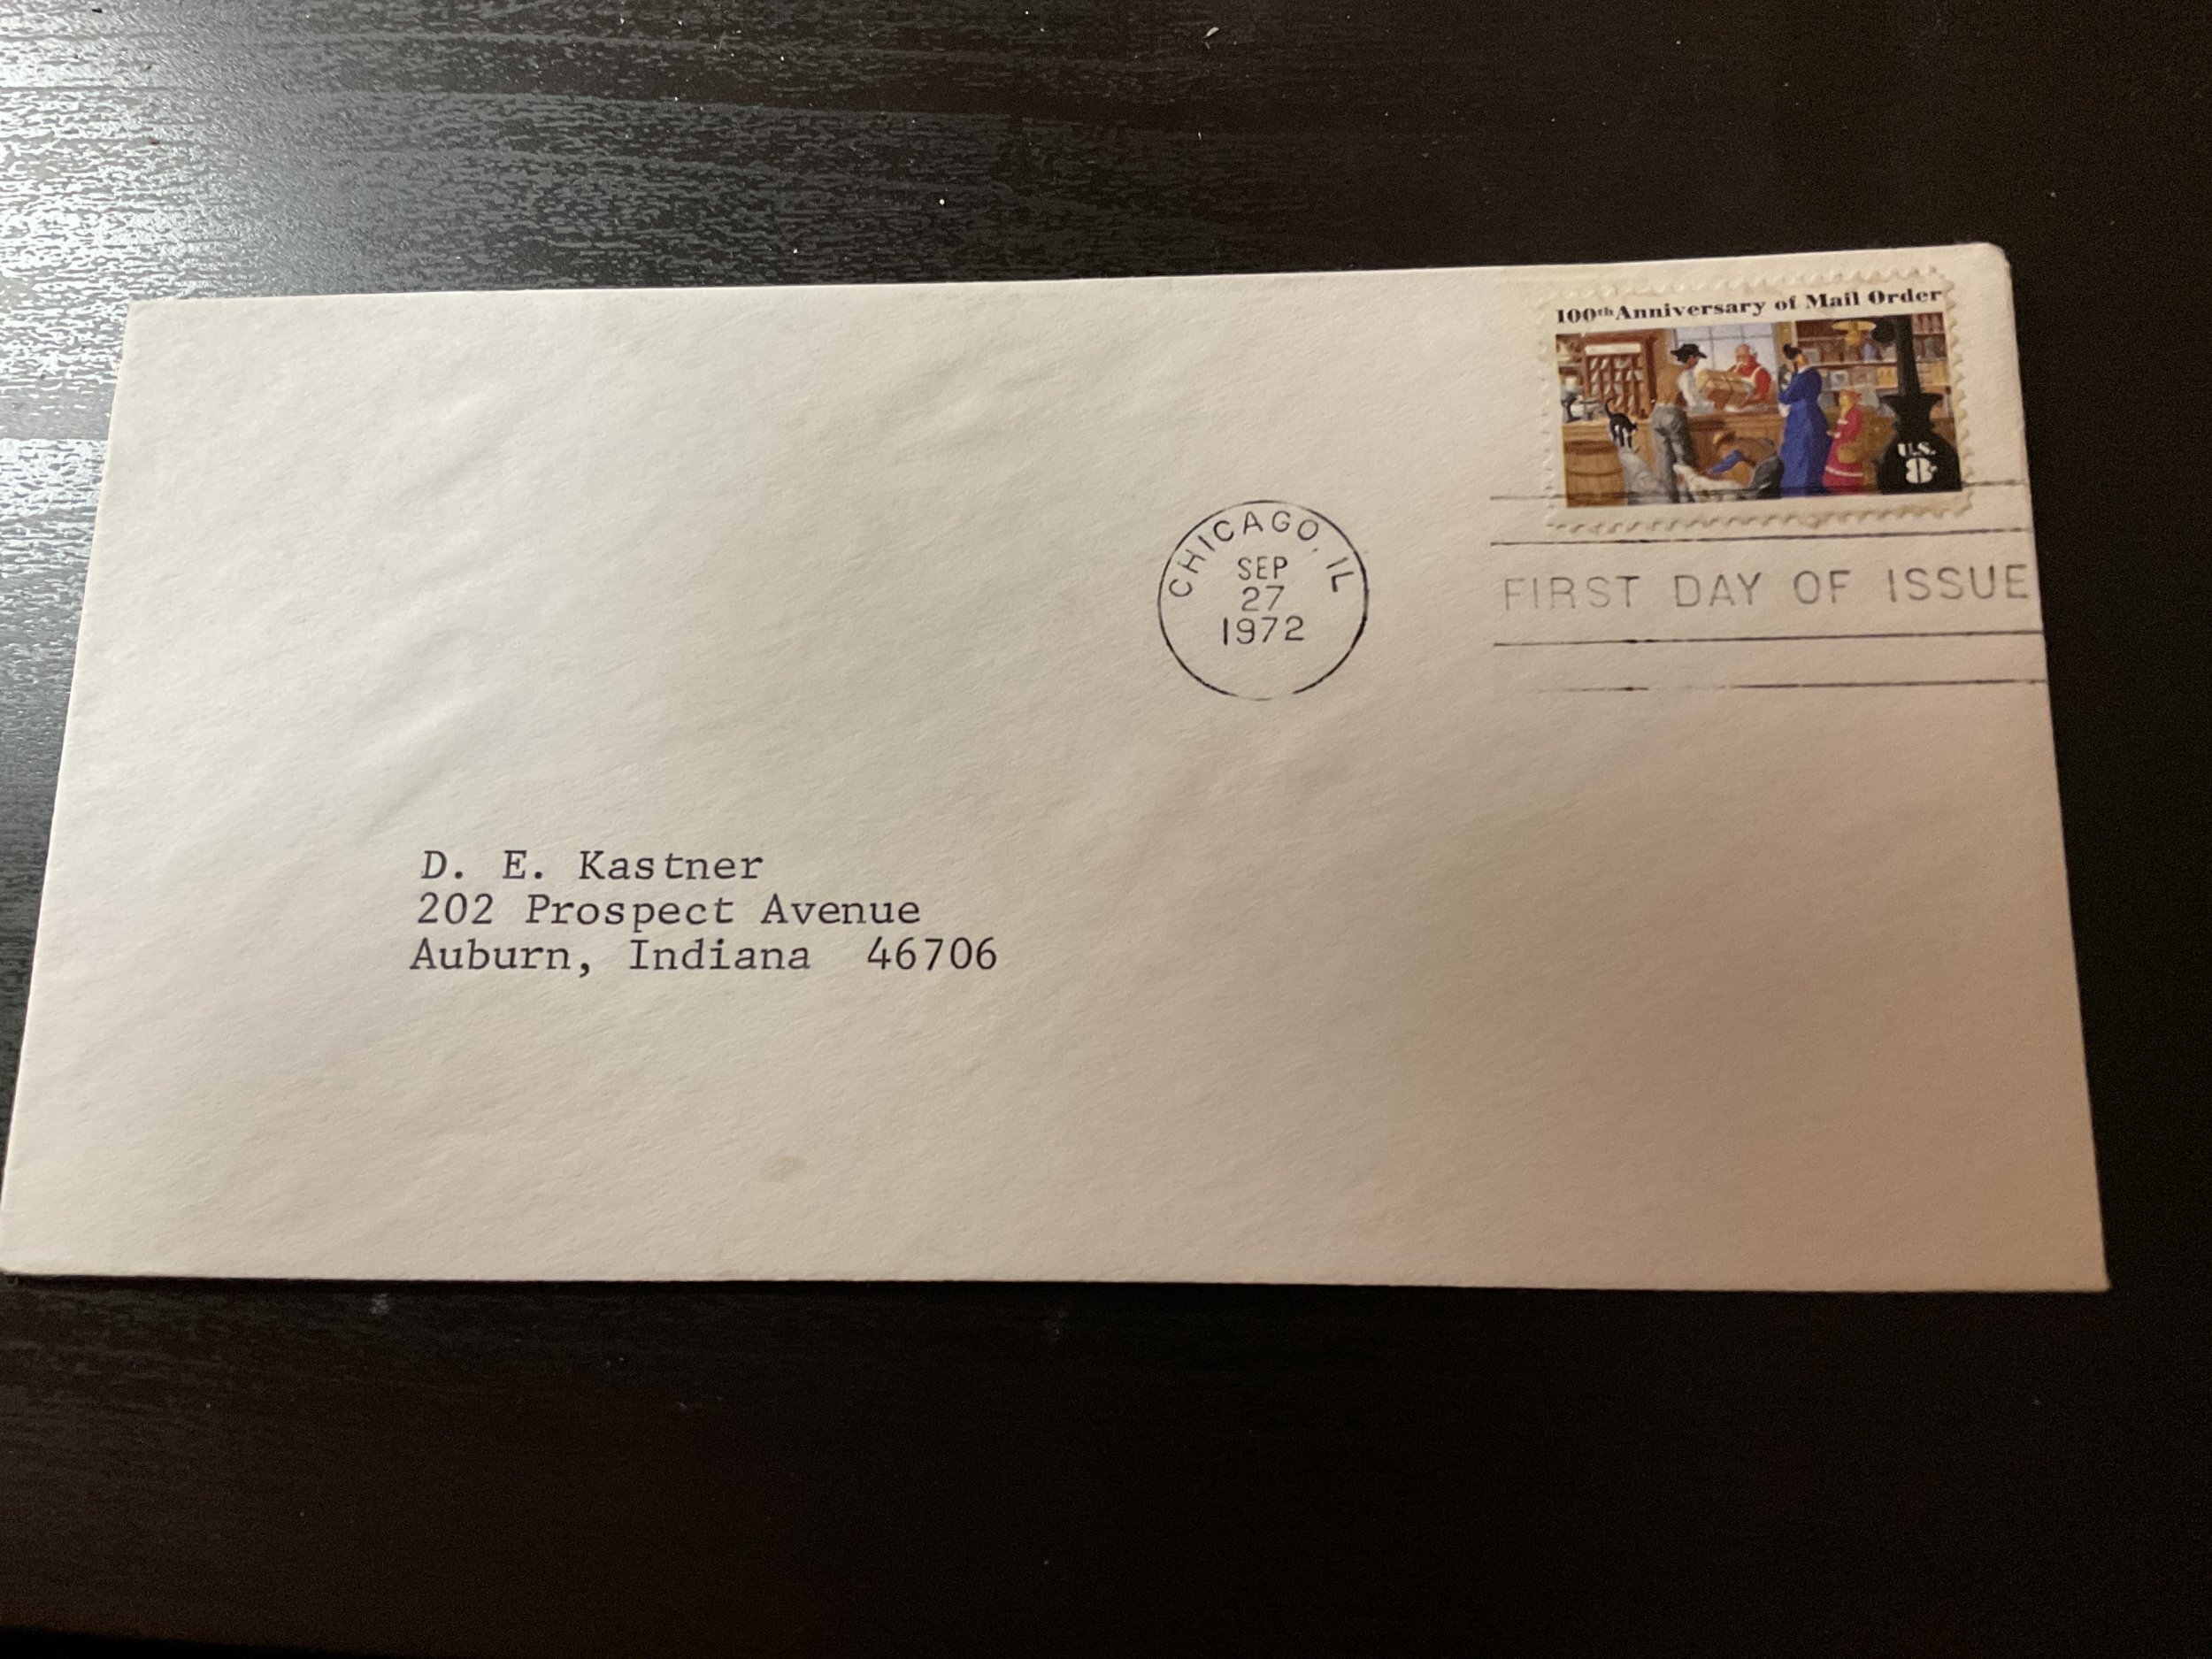 100th Anniversary of Mail Order
U.S.
8c
CHICAGO, IL
SEP
27
1972
FIRST DAY OF ISSUE
D. E. Kastner
202 Prospect Avenue
Auburn, Indiana 46706